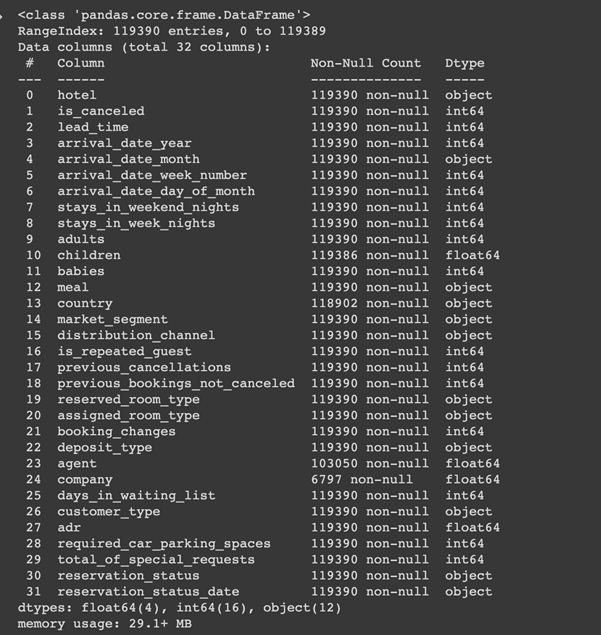 <class 'pandas.core.frame.DataFrame'>
RangeIndex: 119390 entries, 0 to 119389
Data columns (total 32 columns):
 #   Column                          Non-Null Count   Dtype
---  ------                          --------------   -----
 0   hotel                           119390 non-null  object
 1   is_canceled                     119390 non-null  int64
 2   lead_time                       119390 non-null  int64
 3   arrival_date_year               119390 non-null  int64
 4   arrival_date_month              119390 non-null  object
 5   arrival_date_week_number        119390 non-null  int64
 6   arrival_date_day_of_month       119390 non-null  int64
 7   stays_in_weekend_nights         119390 non-null  int64
 8   stays_in_week_nights            119390 non-null  int64
 9   adults                          119390 non-null  int64
 10  children                        119386 non-null  float64
 11  babies                          119390 non-null  int64
 12  meal                            119390 non-null  object
 13  country                         118902 non-null  object
 14  market_segment                  119390 non-null  object
 15  distribution_channel            119390 non-null  object
 16  is_repeated_guest               119390 non-null  int64
 17  previous_cancellations          119390 non-null  int64
 18  previous_bookings_not_canceled  119390 non-null  int64
 19  reserved_room_type              119390 non-null  object
 20  assigned_room_type              119390 non-null  object
 21  booking_changes                 119390 non-null  int64
 22  deposit_type                    119390 non-null  object
 23  agent                           103050 non-null  float64
 24  company                         6797 non-null    float64
 25  days_in_waiting_list            119390 non-null  int64
 26  customer_type                   119390 non-null  object
 27  adr                             119390 non-null  float64
 28  required_car_parking_spaces     119390 non-null  int64
 29  total_of_special_requests       119390 non-null  int64
 30  reservation_status              119390 non-null  object
 31  reservation_status_date         119390 non-null  object
dtypes: float64(4), int64(16), object(12)
memory usage: 29.1+ MB